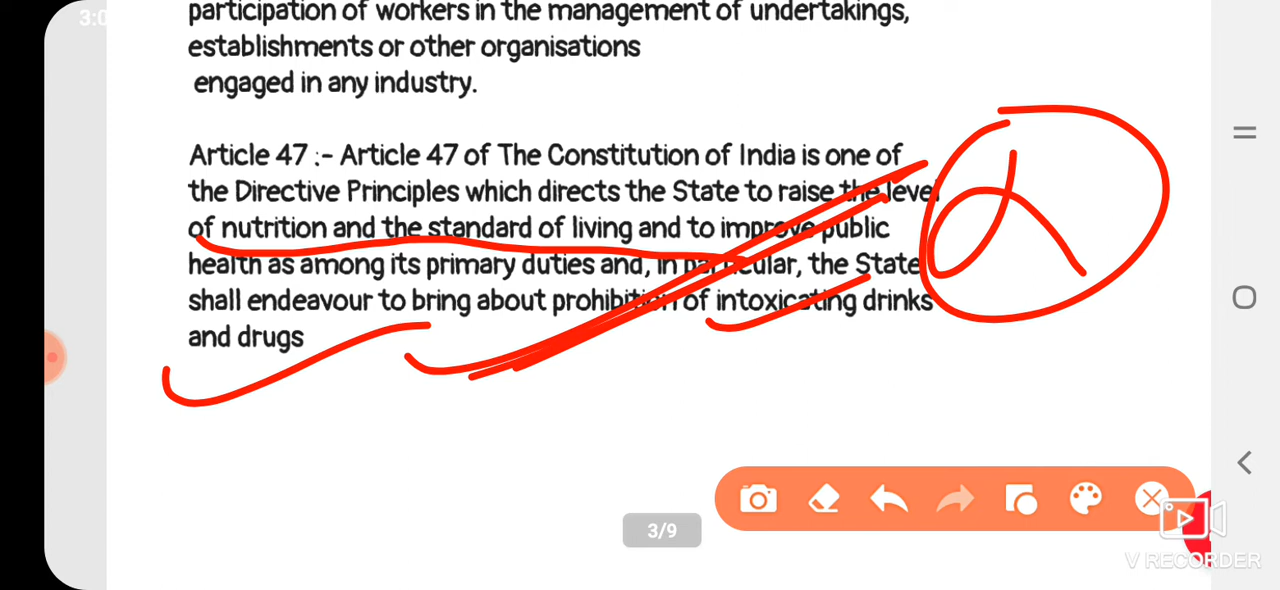 3:0
participation of workers in the management of undertakings,
establishments or other organisations
engaged in any industry.
Article 47 :- Article 47 of The Constitution of India is one of
the Directive Principles which directs the State to raise the level
of nutrition and the standard of living and to improve public
health as among its primary duties and, in particular, the State
shall endeavour to bring about prohibition of intoxicating drinks
and drugs
3/9
V RECORDER